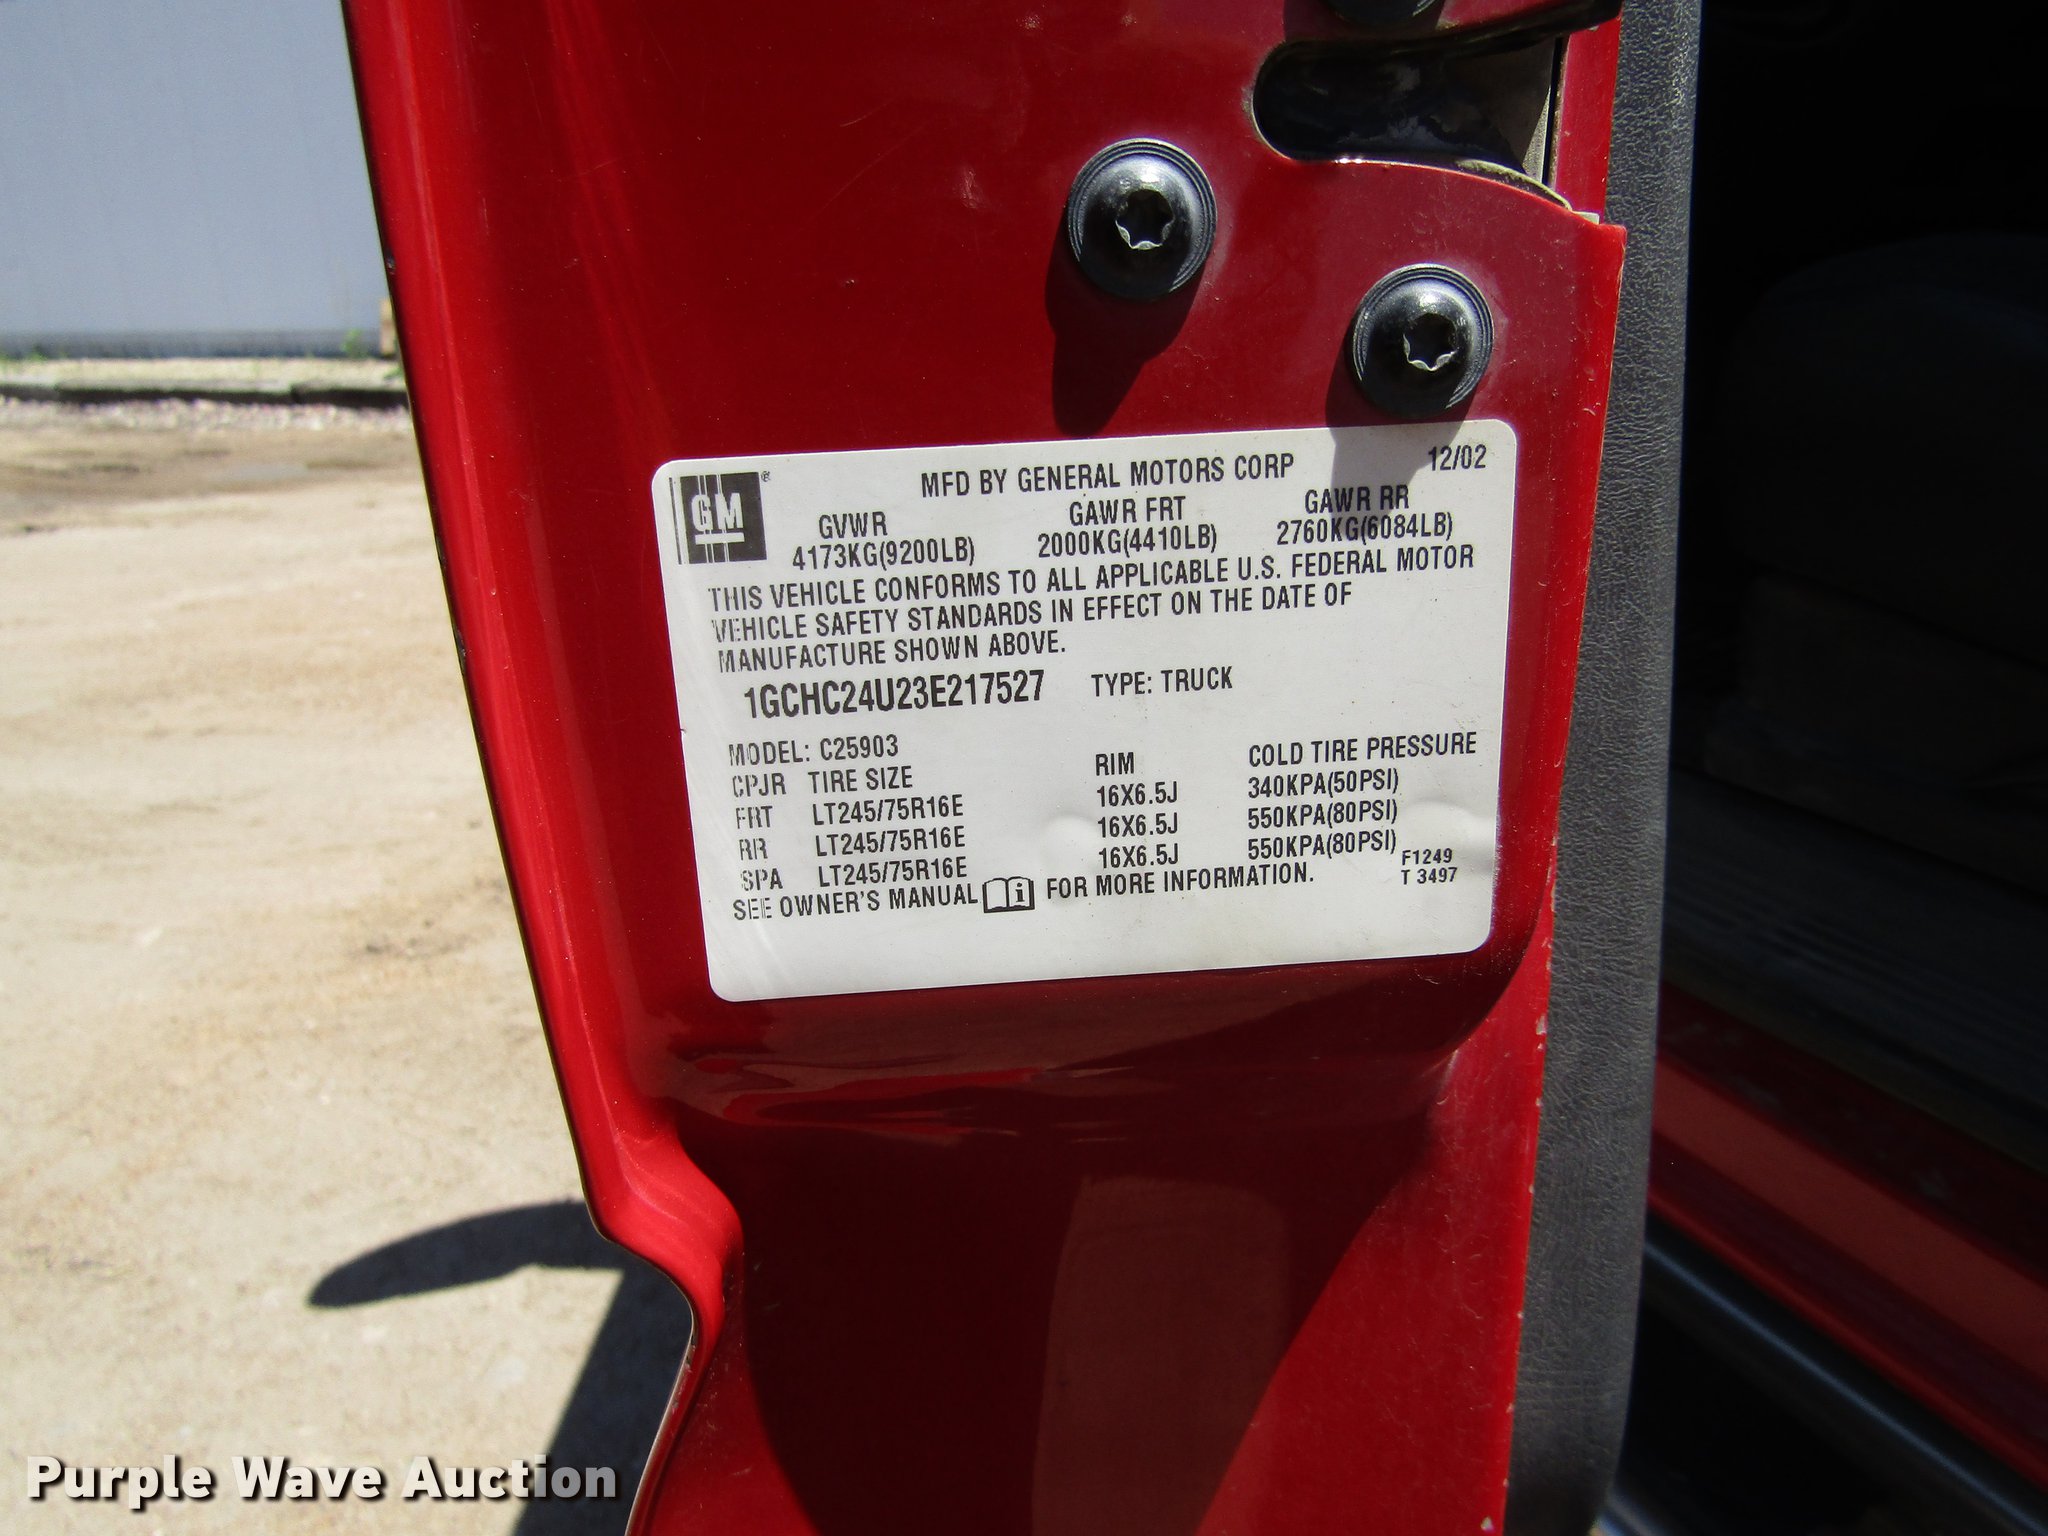 GM®
MFD BY GENERAL MOTORS CORP 12/02
GVWR GAWR FRT GAWR RR
4173KG(9200LB) 2000KG(4410LB) 2760KG(6084LB)
THIS VEHICLE CONFORMS TO ALL APPLICABLE U.S. FEDERAL MOTOR
VEHICLE SAFETY STANDARDS IN EFFECT ON THE DATE OF
MANUFACTURE SHOWN ABOVE.
1GCHC24U23E217527 TYPE: TRUCK
MODEL: C25903
CPJR TIRE SIZE RIM COLD TIRE PRESSURE
FRT LT245/75R16E 16X6.5J 340KPA(50PSI)
RR LT245/75R16E 16X6.5J 550KPA(80PSI)
SPA LT245/75R16E 16X6.5J 550KPA(80PSI)
SEE OWNER'S MANUAL i FOR MORE INFORMATION.
F1249
T 3497
Purple Wave Auction